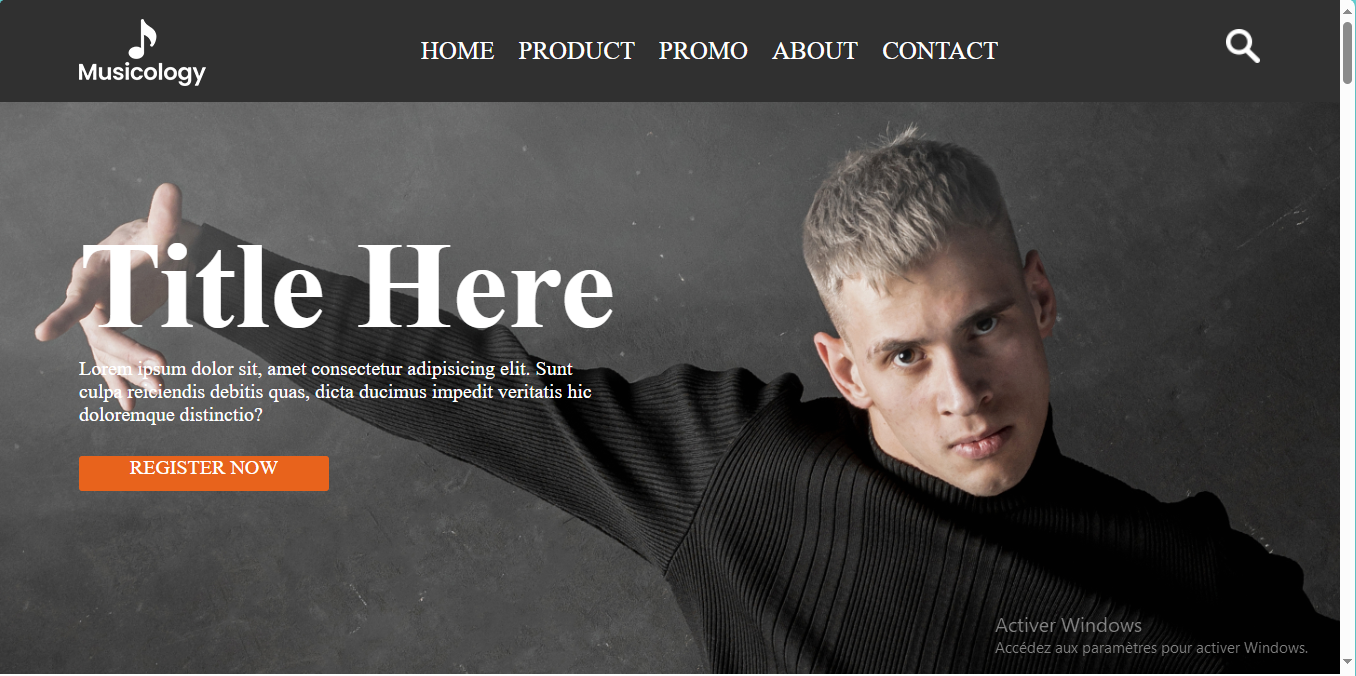 Musicology
HOME PRODUCT PROMO ABOUT CONTACT
Title Here
Lorem ipsum dolor sit, amet consectetur adipisicing elit. Sunt
culpa reiciendis debitis quas, dicta ducimus impedit veritatis hic
doloremque distinctio?
REGISTER NOW
Activer Windows
Accédez aux paramètres pour activer Windows.